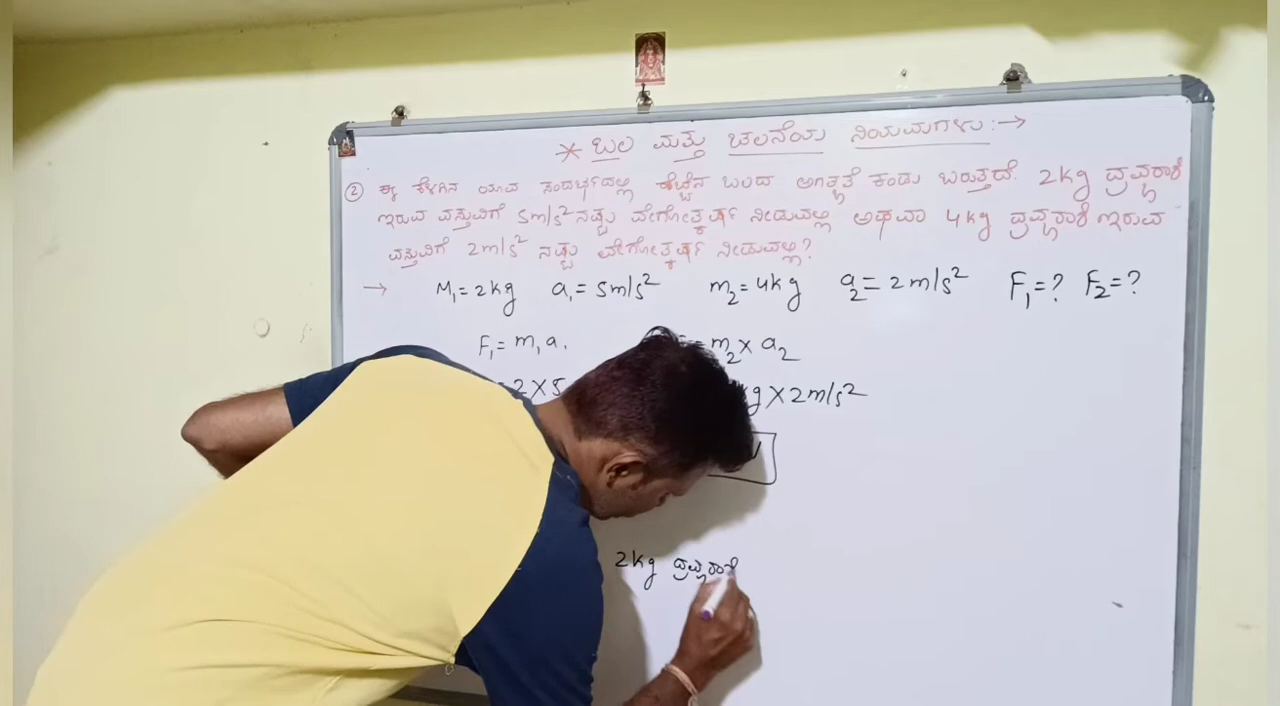 * ಬಲ ಮತ್ತು ಚಲನೆಯ ನಿಯಮಗಳು:→
② ಈ ಕೆಳಗಿನ ಯಾವ ಸಂದರ್ಭದಲ್ಲಿ ಹೆಚ್ಚಿನ ಬಲದ ಅಗತ್ಯತೆ ಕಂಡು ಬರುತ್ತದೆ. 2kg ದ್ರವ್ಯರಾಶಿ
ಇರುವ ವಸ್ತುವಿಗೆ 5m/s² ನಷ್ಟು ವೇಗೋತ್ಕರ್ಷ ನೀಡುವಲ್ಲಿ ಅಥವಾ 4kg ದ್ರವ್ಯರಾಶಿ ಇರುವ
ವಸ್ತುವಿಗೆ 2m/s² ನಷ್ಟು ವೇಗೋತ್ಕರ್ಷ ನೀಡುವಲ್ಲಿ?
→ M₁=2kg a₁=5m/s² m₂=4kg a₂=2m/s² F₁=? F₂=?
F₁=m₁a. m₂×a₂
=2×5 g×2m/s²
2kg ದ್ರವ್ಯರಾಶಿ